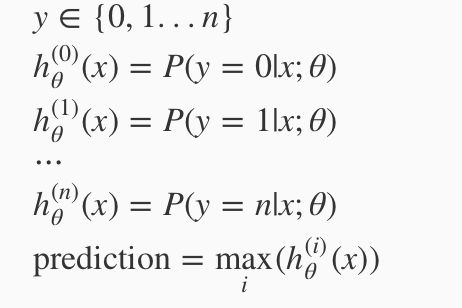 y ∈ {0, 1...n}
h_θ^(0)(x) = P(y = 0|x; θ)
h_θ^(1)(x) = P(y = 1|x; θ)
...
h_θ^(n)(x) = P(y = n|x; θ)
prediction = max_i(h_θ^(i)(x))